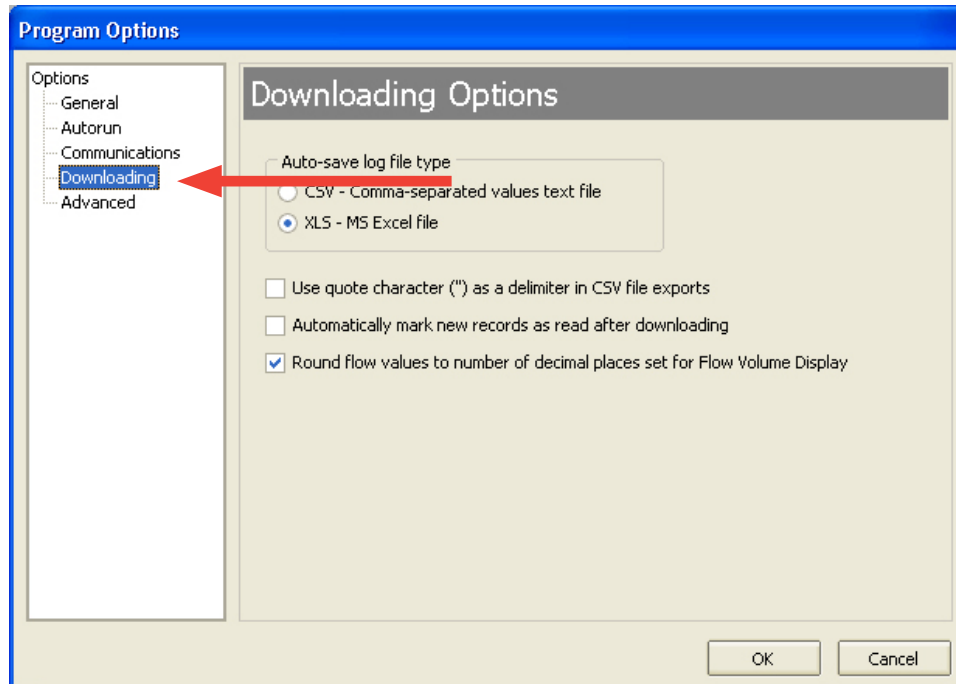 Program Options
Options
General
Autorun
Communications
Downloading
Advanced
Downloading Options
Auto-save log file type
CSV - Comma-separated values text file
XLS - MS Excel file
Use quote character (") as a delimiter in CSV file exports
Automatically mark new records as read after downloading
Round flow values to number of decimal places set for Flow Volume Display
OK
Cancel